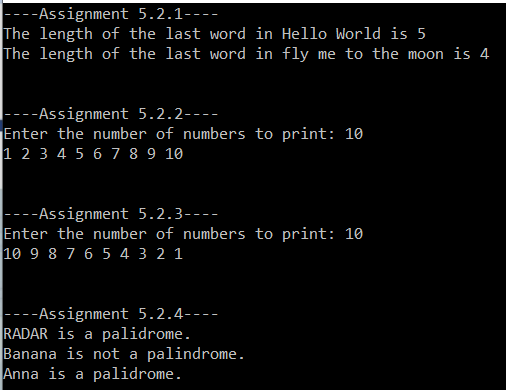 ----Assignment 5.2.1----
The length of the last word in Hello World is 5
The length of the last word in fly me to the moon is 4
----Assignment 5.2.2----
Enter the number of numbers to print: 10
1 2 3 4 5 6 7 8 9 10
----Assignment 5.2.3----
Enter the number of numbers to print: 10
10 9 8 7 6 5 4 3 2 1
----Assignment 5.2.4----
RADAR is a palidrome.
Banana is not a palindrome.
Anna is a palidrome.